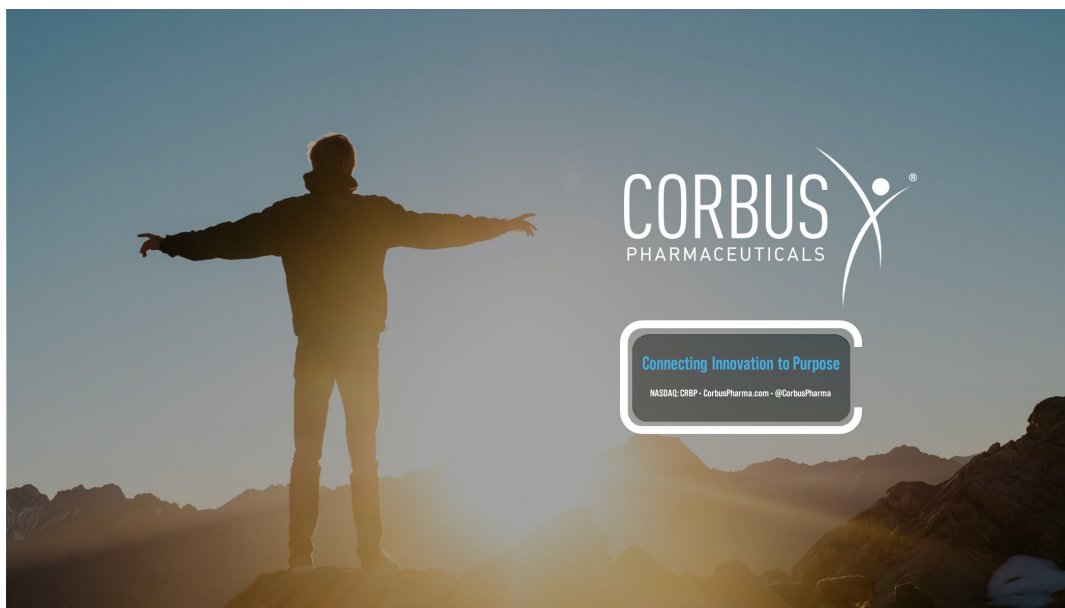 CORBUS ®
PHARMACEUTICALS
Connecting Innovation to Purpose
NASDAQ: CRBP • CorbusPharma.com • @CorbusPharma